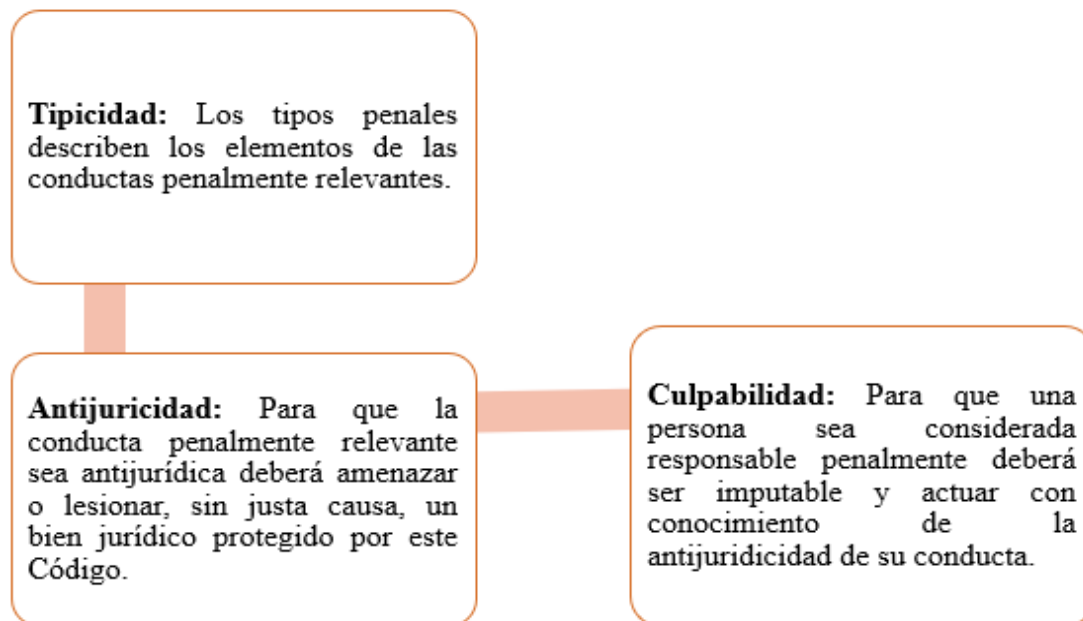 Tipicidad: Los tipos penales
describen los elementos de las
conductas penalmente relevantes.
Antijuricidad: Para que la
conducta penalmente relevante
sea antijurídica deberá amenazar
o lesionar, sin justa causa, un
bien jurídico protegido por este
Código.
Culpabilidad: Para que una
persona sea considerada
responsable penalmente deberá
ser imputable y actuar con
conocimiento de la
antijuridicidad de su conducta.